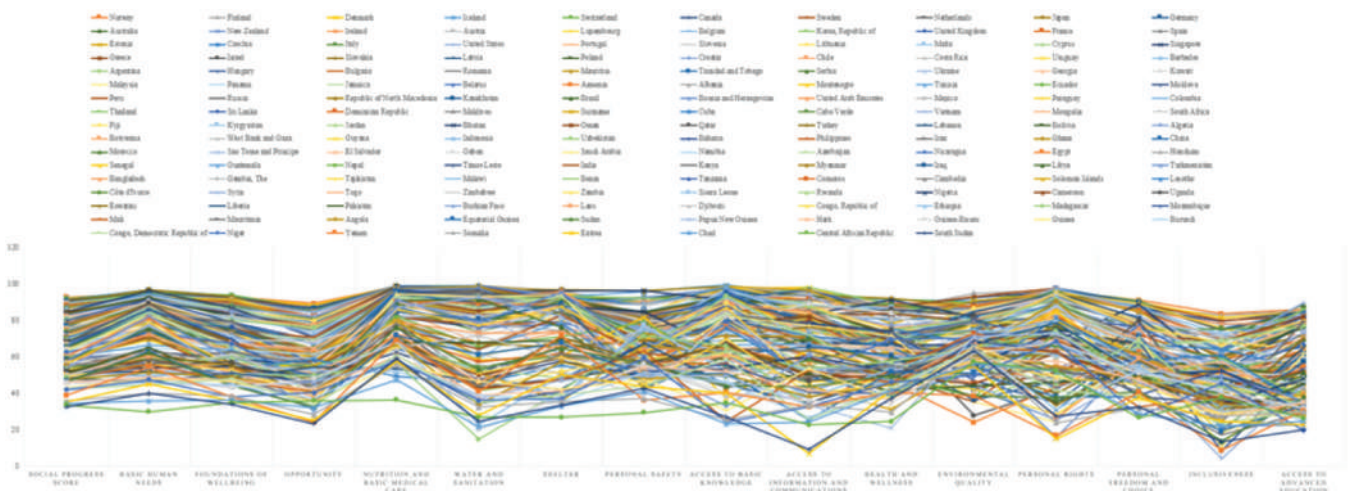 Norway Finland Denmark Iceland Switzerland Canada Sweden Netherlands Japan Germany
Australia New Zealand Ireland Austria Luxembourg Belgium Korea, Republic of United Kingdom France Spain
Estonia Czechia Italy United States Portugal Slovenia Lithuania Malta Cyprus Singapore
Greece Israel Slovakia Latvia Poland Croatia Chile Costa Rica Uruguay Barbados
Argentina Hungary Bulgaria Romania Mauritius Trinidad and Tobago Serbia Ukraine Georgia Kuwait
Malaysia Panama Jamaica Belarus Armenia Albania Montenegro Tunisia Ecuador Moldova
Peru Russia Republic of North Macedonia Kazakhstan Brazil Bosnia and Herzegovina United Arab Emirates Mexico Paraguay Colombia
Thailand Sri Lanka Dominican Republic Maldives Suriname Cuba Cabo Verde Vietnam Mongolia South Africa
Fiji Kyrgyzstan Jordan Bhutan Oman Qatar Turkey Lebanon Bolivia Algeria
Botswana West Bank and Gaza Guyana Indonesia Uzbekistan Bahrain Philippines Iran Ghana China
Morocco Sao Tome and Principe El Salvador Gabon Saudi Arabia Namibia Azerbaijan Nicaragua Egypt Honduras
Senegal Guatemala Nepal Timor-Leste India Kenya Myanmar Iraq Libya Turkmenistan
Bangladesh Gambia, The Tajikistan Malawi Benin Tanzania Comoros Cambodia Solomon Islands Lesotho
Côte d'Ivoire Syria Togo Zimbabwe Zambia Sierra Leone Rwanda Nigeria Cameroon Uganda
Eswatini Liberia Pakistan Burkina Faso Laos Djibouti Congo, Republic of Ethiopia Madagascar Mozambique
Mali Mauritania Angola Equatorial Guinea Sudan Papua New Guinea Haiti Guinea-Bissau Guinea Burundi
Congo, Democratic Republic of Niger Yemen Somalia Eritrea Chad Central African Republic South Sudan
120
100
80
60
40
20
0
SOCIAL PROGRESS BASIC HUMAN FOUNDATIONS OF OPPORTUNITY NUTRITION AND WATER AND SHELTER PERSONAL SAFETY ACCESS TO BASIC ACCESS TO HEALTH AND ENVIRONMENTAL PERSONAL RIGHTS PERSONAL INCLUSIVENESS ACCESS TO
SCORE NEEDS WELLBEING BASIC MEDICAL SANITATION KNOWLEDGE INFORMATION AND WELLNESS QUALITY FREEDOM AND ADVANCED
CARE COMMUNICATIONS CHOICE EDUCATION